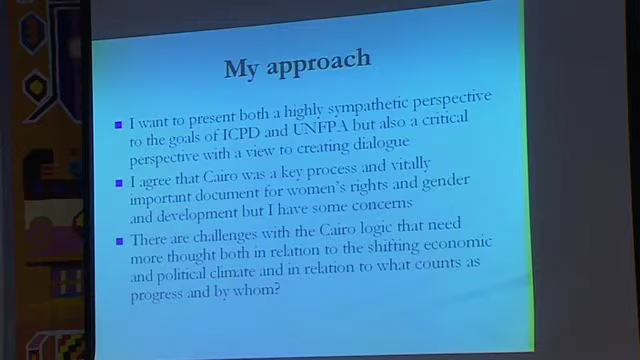 My approach
I want to present both a highly sympathetic perspective
to the goals of ICPD and UNFPA but also a critical
perspective with a view to creating dialogue
I agree that Cairo was a key process and vitally
important document for women's rights and gender
and development but I have some concerns
There are challenges with the Cairo logic that need
more thought both in relation to the shifting economic
and political climate and in relation to what counts as
progress and by whom?